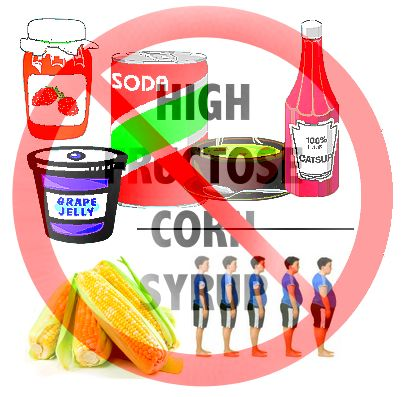 SODA
HIGH
FRUCTOSE
CORN
SYRUP
GRAPE
JELLY
100%
CATSUP